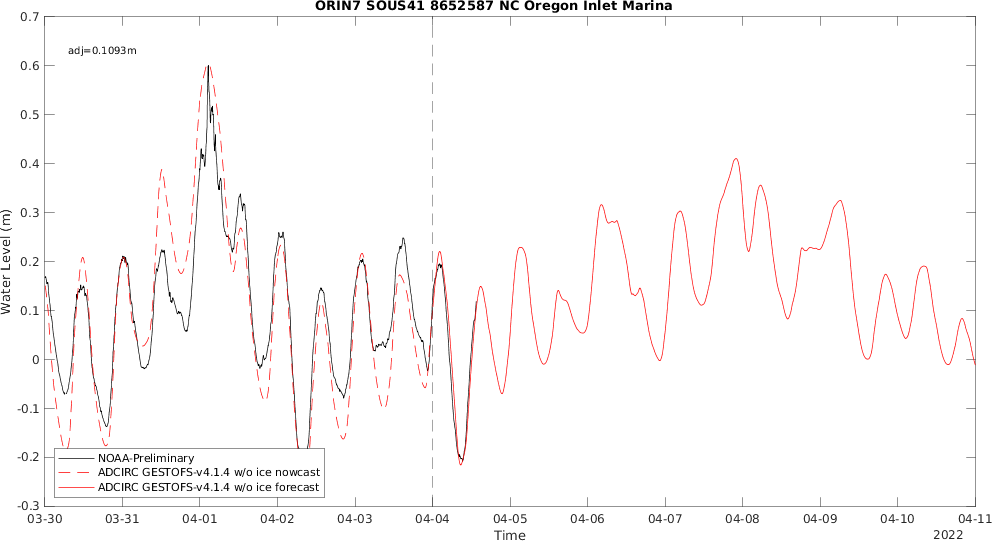 ORIN7 SOUS41 8652587 NC Oregon Inlet Marina
adj=0.1093m
0.7
0.6
0.5
0.4
0.3
0.2
0.1
0
-0.1
-0.2
-0.3
Water Level (m)
NOAA-Preliminary
ADCIRC GESTOFS-v4.1.4 w/o ice nowcast
ADCIRC GESTOFS-v4.1.4 w/o ice forecast
03-30 03-31 04-01 04-02 04-03 04-04 04-05 04-06 04-07 04-08 04-09 04-10 04-11
Time
2022